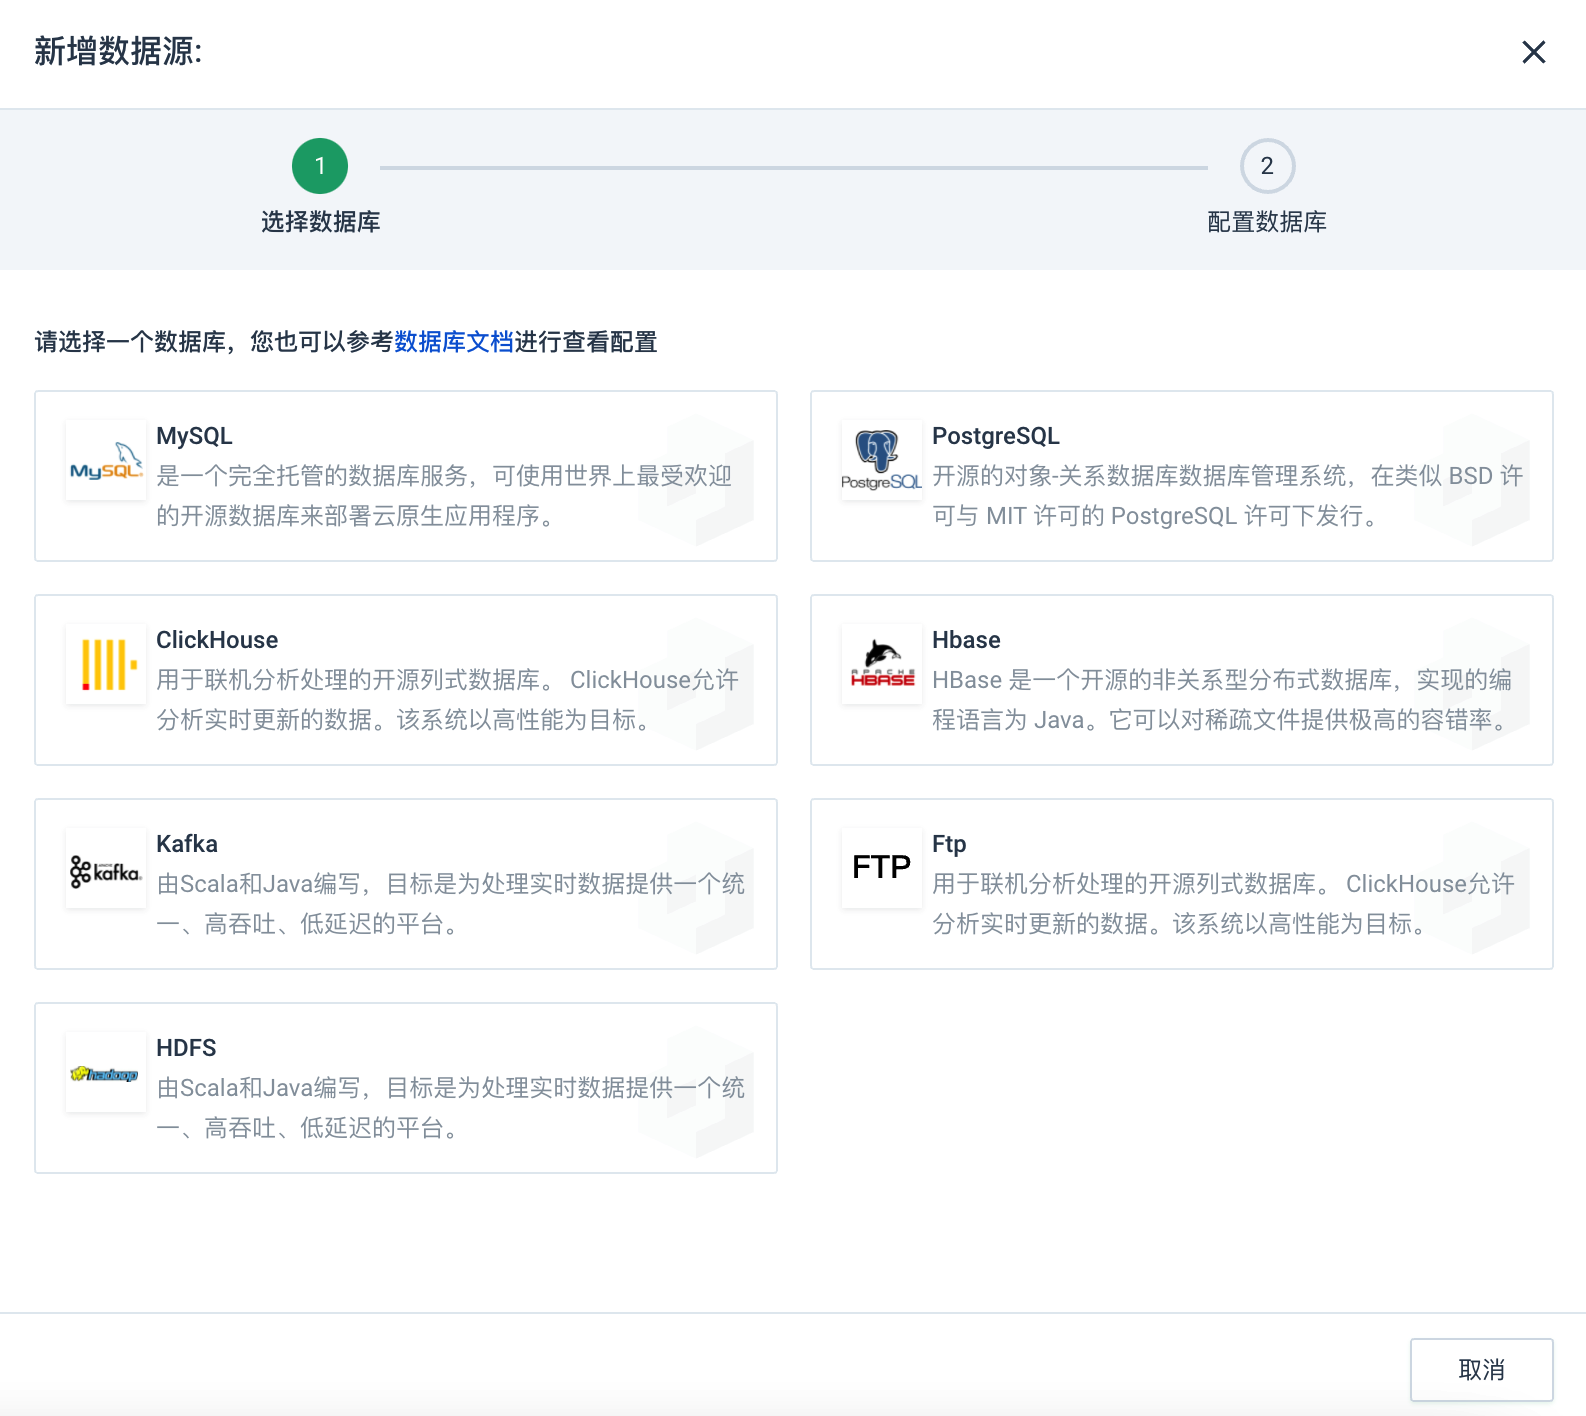 新增数据源:
1
2
选择数据库
配置数据库
请选择一个数据库，您也可以参考数据库文档进行查看配置
MySQL
MySQL
是一个完全托管的数据库服务，可使用世界上最受欢迎
的开源数据库来部署云原生应用程序。
PostgreSQL
PostgreSQL
开源的对象-关系数据库数据库管理系统，在类似 BSD 许
可与 MIT 许可的 PostgreSQL 许可下发行。
ClickHouse
用于联机分析处理的开源列式数据库。 ClickHouse允许
分析实时更新的数据。该系统以高性能为目标。
APACHE
HBASE
Hbase
HBase 是一个开源的非关系型分布式数据库，实现的编
程语言为 Java。它可以对稀疏文件提供极高的容错率。
kafka
Kafka
由Scala和Java编写，目标是为处理实时数据提供一个统
一、高吞吐、低延迟的平台。
FTP
Ftp
用于联机分析处理的开源列式数据库。 ClickHouse允许
分析实时更新的数据。该系统以高性能为目标。
hadoop
HDFS
由Scala和Java编写，目标是为处理实时数据提供一个统
一、高吞吐、低延迟的平台。
取消